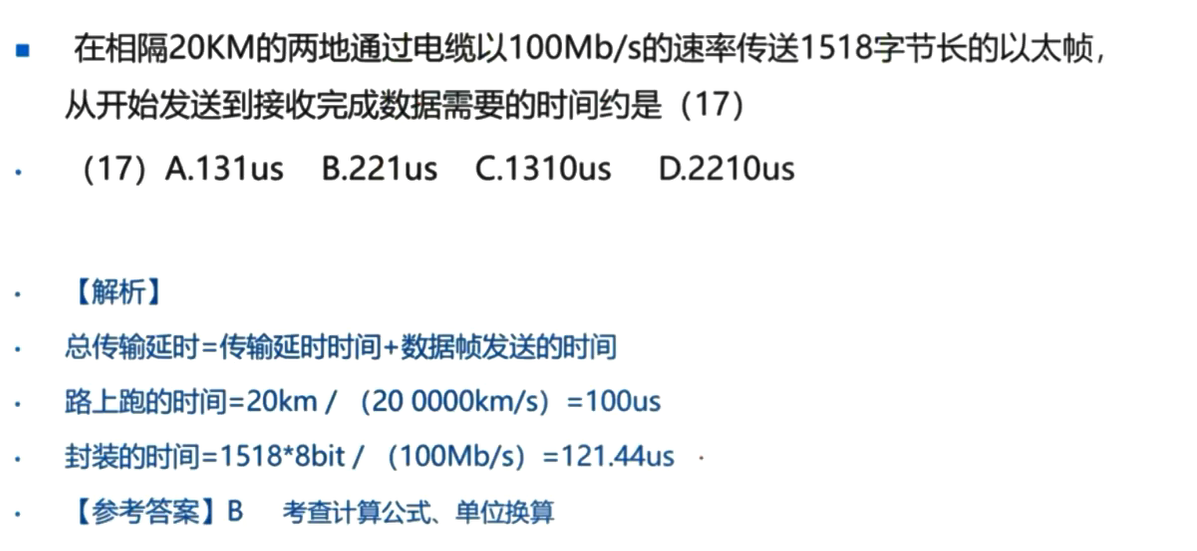 在相隔20KM的两地通过电缆以100Mb/s的速率传送1518字节长的以太帧，
从开始发送到接收完成数据需要的时间约是（17）
（17）A.131us B.221us C.1310us D.2210us
【解析】
总传输延时=传输延时时间+数据帧发送的时间
路上跑的时间=20km / （20 0000km/s）=100us
封装的时间=1518*8bit / （100Mb/s）=121.44us
【参考答案】B 考查计算公式、单位换算